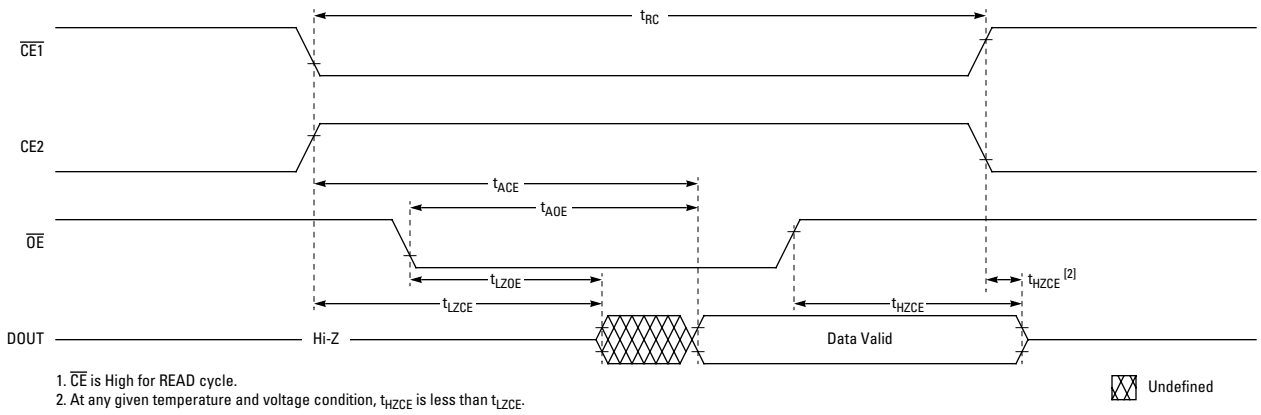 tRC
CE1
CE2
tACE
tAOE
OE
tLZOE
tHZCE [2]
tLZCE
tHZCE
DOUT
Hi-Z
Data Valid
1. CE is High for READ cycle.
2. At any given temperature and voltage condition, tHZCE is less than tLZCE.
Undefined